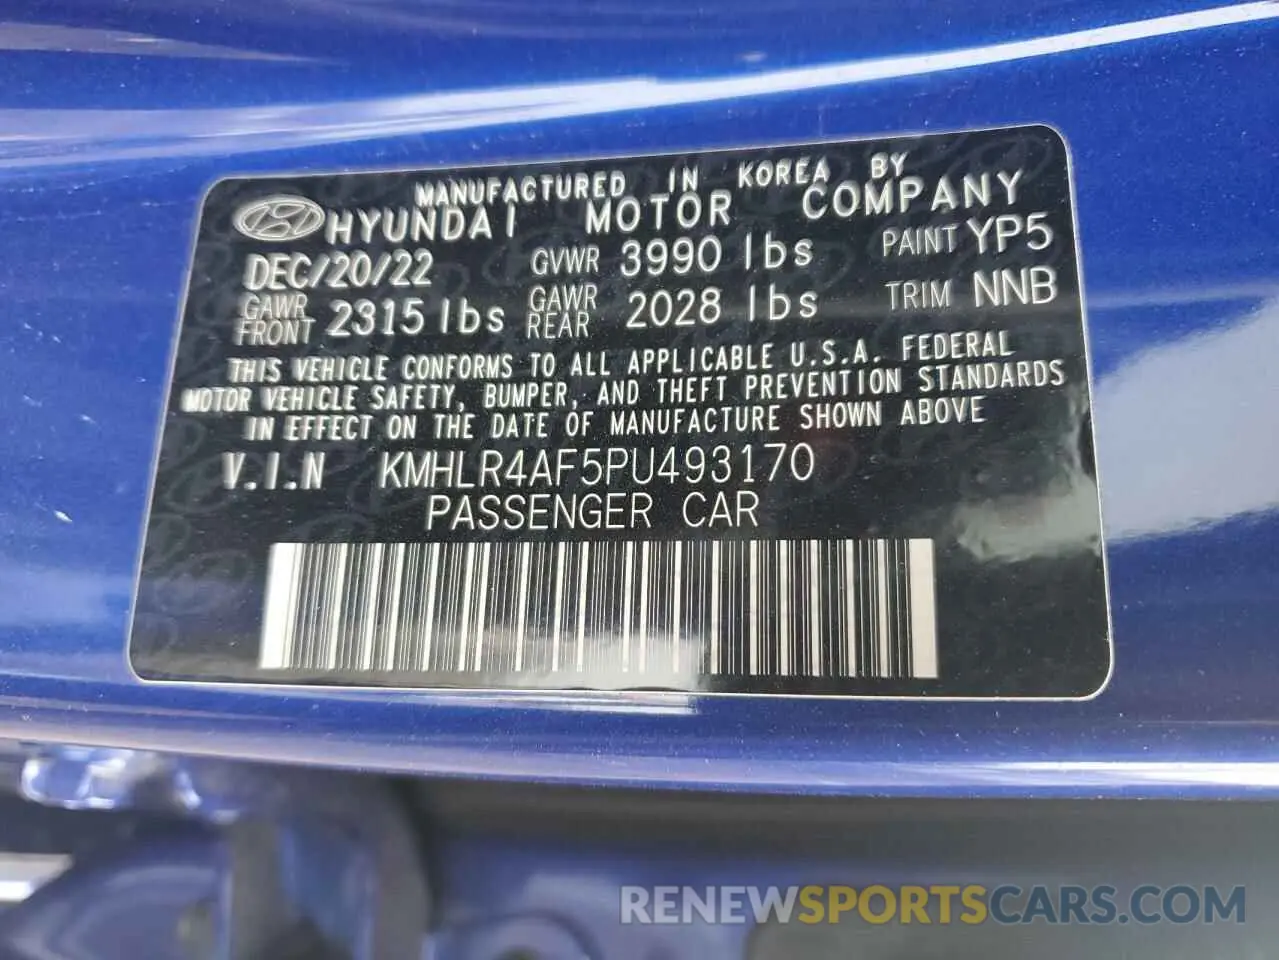 MANUFACTURED IN KOREA BY
HYUNDAI MOTOR COMPANY
DEC/20/22 GVWR 3990 lbs PAINT YP5
GAWR FRONT 2315 lbs GAWR REAR 2028 lbs TRIM NNB
THIS VEHICLE CONFORMS TO ALL APPLICABLE U.S.A. FEDERAL
MOTOR VEHICLE SAFETY, BUMPER, AND THEFT PREVENTION STANDARDS
IN EFFECT ON THE DATE OF MANUFACTURE SHOWN ABOVE
V.I.N KMHLR4AF5PU493170
PASSENGER CAR
RENEWSPORTSCARS.COM